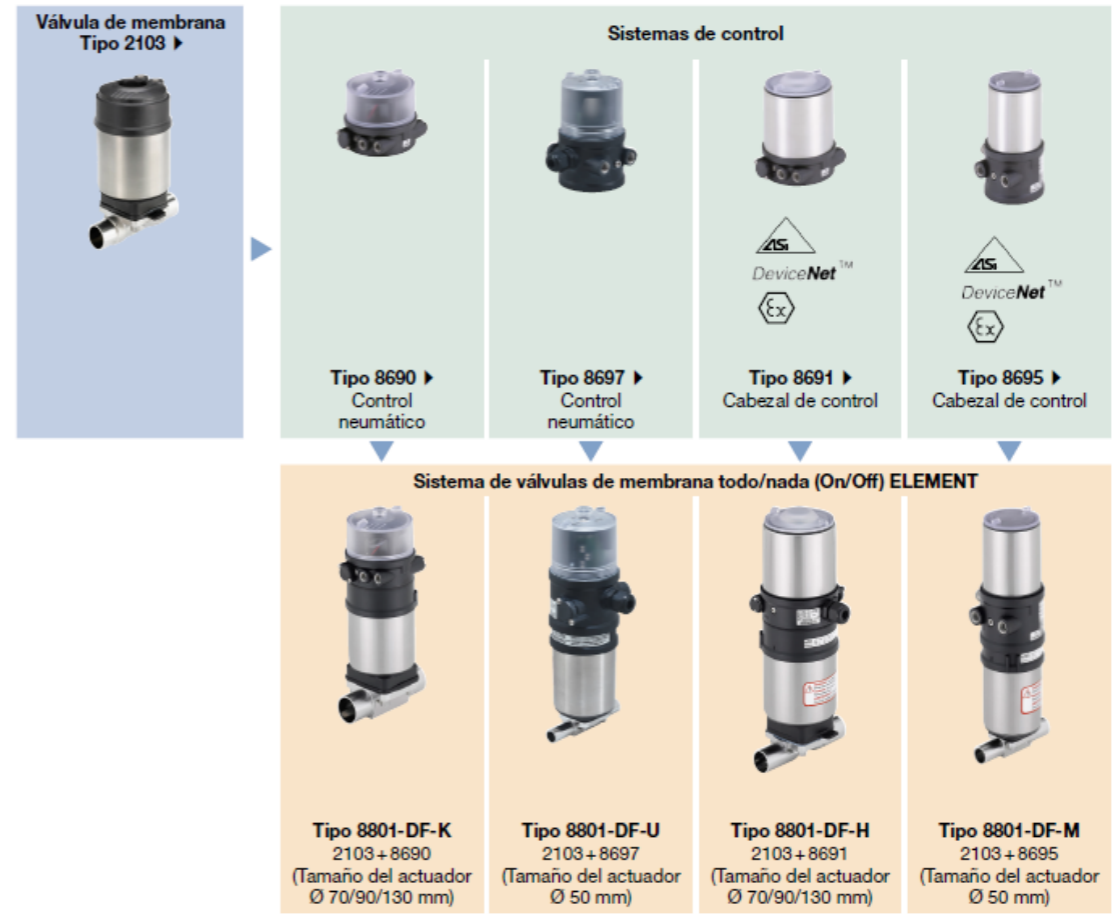 Válvula de membrana
Tipo 2103
Sistemas de control
ASi
DeviceNet™
Ex
ASi
DeviceNet™
Ex
Tipo 8690
Control
neumático
Tipo 8697
Control
neumático
Tipo 8691
Cabezal de control
Tipo 8695
Cabezal de control
Sistema de válvulas de membrana todo/nada (On/Off) ELEMENT
Tipo 8801-DF-K
2103+8690
(Tamaño del actuador
Ø 70/90/130 mm)
Tipo 8801-DF-U
2103+8697
(Tamaño del actuador
Ø 50 mm)
Tipo 8801-DF-H
2103+8691
(Tamaño del actuador
Ø 70/90/130 mm)
Tipo 8801-DF-M
2103+8695
(Tamaño del actuador
Ø 50 mm)